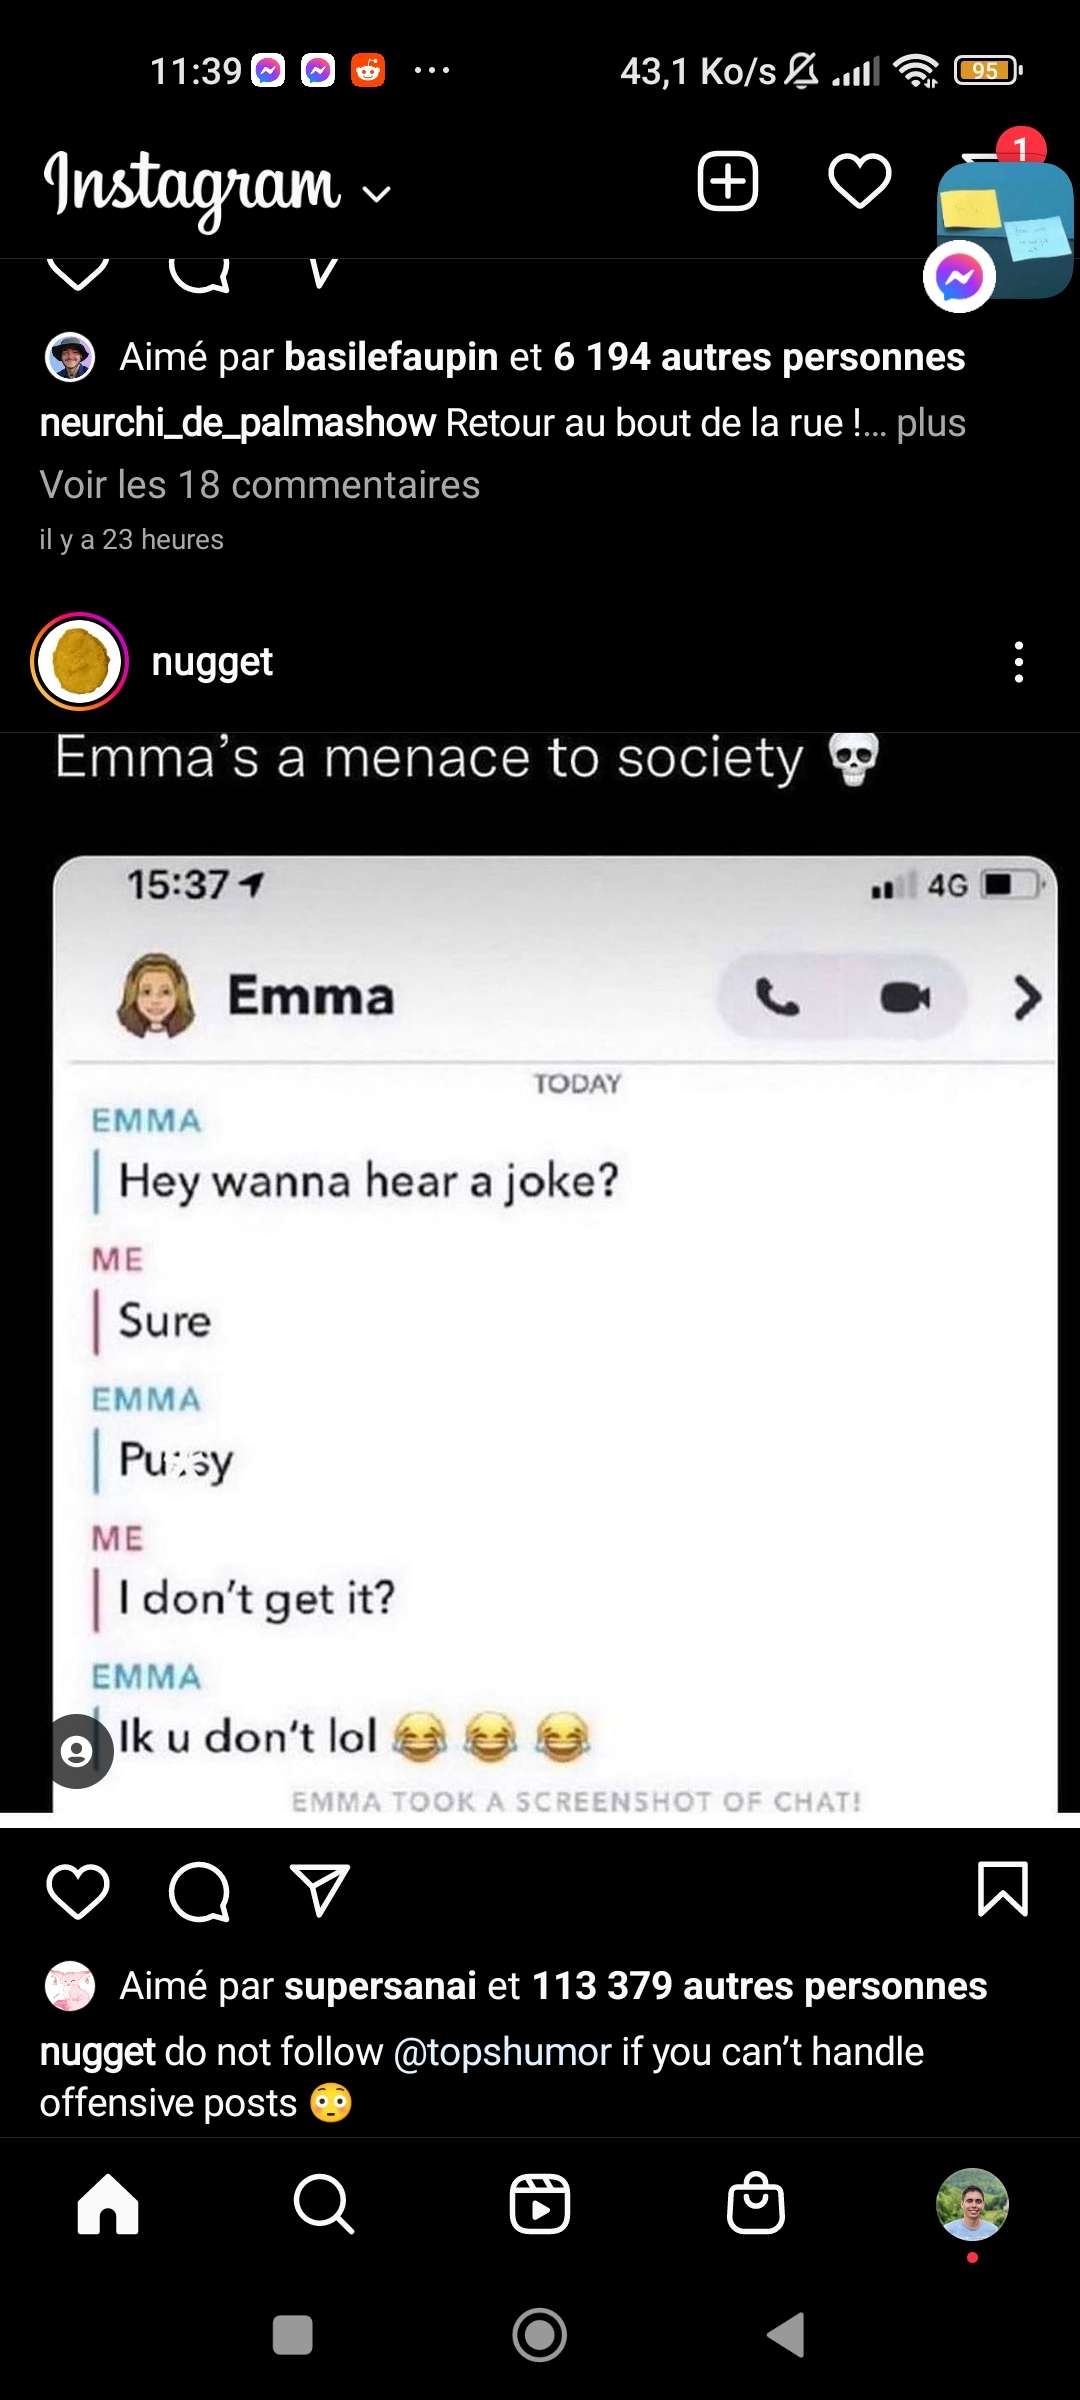 11:39
43,1 Ko/s
95
Instagram
1
Aimé par basilefaupin et 6 194 autres personnes
neurchi_de_palmashow Retour au bout de la rue !... plus
Voir les 18 commentaires
il y a 23 heures
nugget
Emma's a menace to society 💀
15:37
4G
Emma
TODAY
EMMA
Hey wanna hear a joke?
ME
Sure
EMMA
Pussy
ME
I don't get it?
EMMA
Ik u don't lol 😂 😂 😂
EMMA TOOK A SCREENSHOT OF CHAT!
Aimé par supersanai et 113 379 autres personnes
nugget do not follow @topshumor if you can't handle
offensive posts 😳